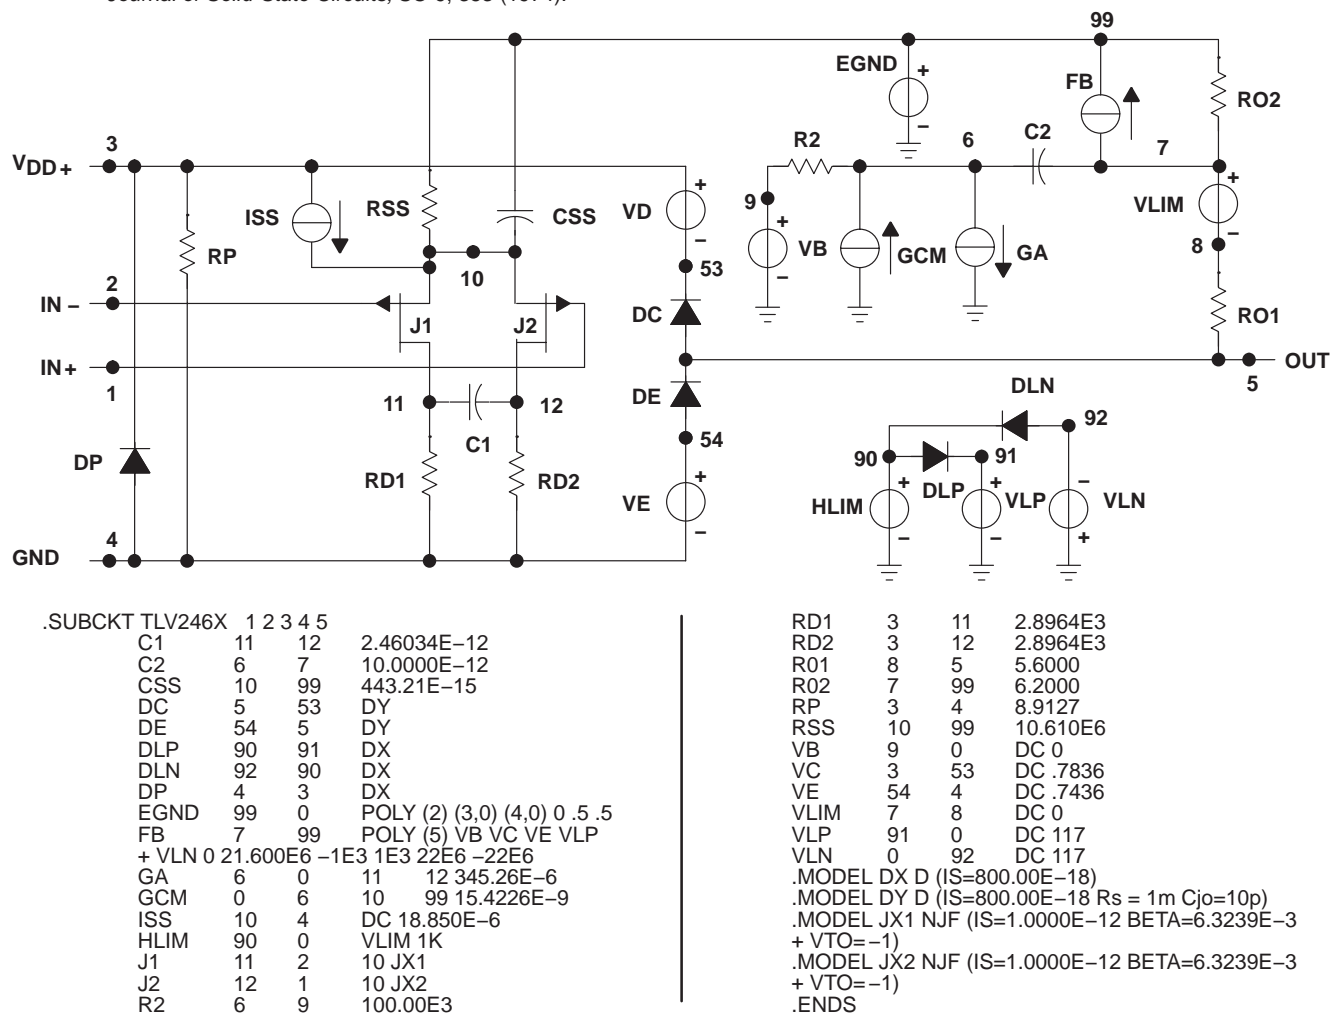 Journal of Solid-State Circuits, SC-9, 353 (1974).
99
EGND
+
−
FB
RO2
3
VDD+
R2
6
C2
7
ISS
RSS
CSS
VD
+
−
9
+
VB
−
GCM
GA
VLIM
+
−
8
RP
10
53
2
IN −
J1
J2
DC
RO1
IN+
1
OUT
5
11
C1
12
DE
54
DLN
92
90
91
DP
RD1
RD2
VE
+
−
HLIM
+
−
DLP
+
−
VLP
−
+
VLN
4
GND
.SUBCKT TLV246X 1 2 3 4 5
C1 11 12 2.46034E−12
C2 6 7 10.0000E−12
CSS 10 99 443.21E−15
DC 5 53 DY
DE 54 5 DY
DLP 90 91 DX
DLN 92 90 DX
DP 4 3 DX
EGND 99 0 POLY (2) (3,0) (4,0) 0 .5 .5
FB 7 99 POLY (5) VB VC VE VLP
+ VLN 0 21.600E6 −1E3 1E3 22E6 −22E6
GA 6 0 11 12 345.26E−6
GCM 0 6 10 99 15.4226E−9
ISS 10 4 DC 18.850E−6
HLIM 90 0 VLIM 1K
J1 11 2 10 JX1
J2 12 1 10 JX2
R2 6 9 100.00E3
RD1 3 11 2.8964E3
RD2 3 12 2.8964E3
R01 8 5 5.6000
R02 7 99 6.2000
RP 3 4 8.9127
RSS 10 99 10.610E6
VB 9 0 DC 0
VC 3 53 DC .7836
VE 54 4 DC .7436
VLIM 7 8 DC 0
VLP 91 0 DC 117
VLN 0 92 DC 117
.MODEL DX D (IS=800.00E−18)
.MODEL DY D (IS=800.00E−18 Rs = 1m Cjo=10p)
.MODEL JX1 NJF (IS=1.0000E−12 BETA=6.3239E−3
+ VTO=−1)
.MODEL JX2 NJF (IS=1.0000E−12 BETA=6.3239E−3
+ VTO=−1)
.ENDS